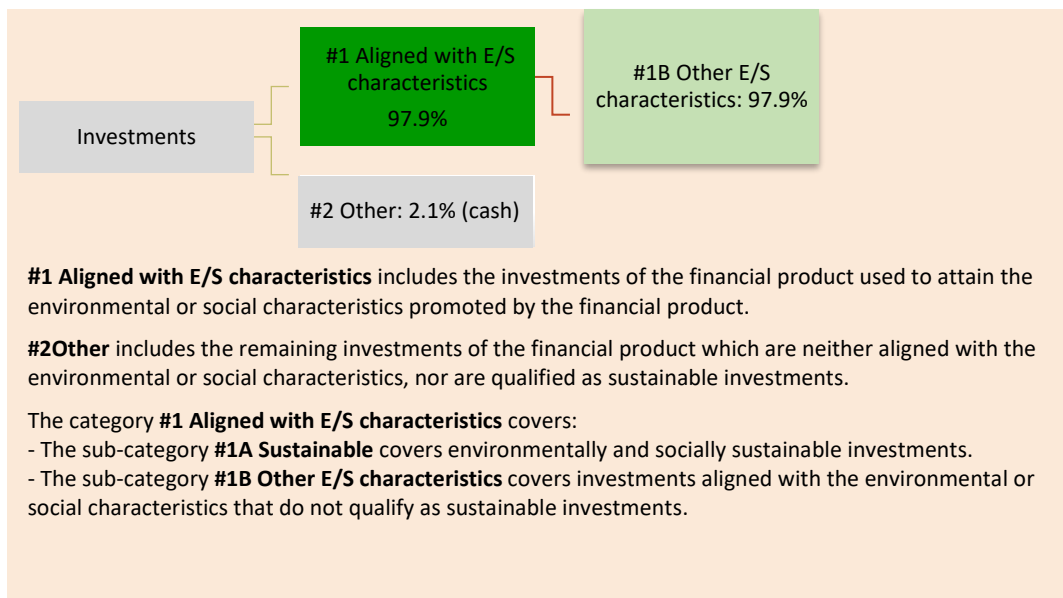 #1 Aligned with E/S
characteristics
97.9%
#1B Other E/S
characteristics: 97.9%
Investments
#2 Other: 2.1% (cash)
#1 Aligned with E/S characteristics includes the investments of the financial product used to attain the
environmental or social characteristics promoted by the financial product.
#2Other includes the remaining investments of the financial product which are neither aligned with the
environmental or social characteristics, nor are qualified as sustainable investments.
The category #1 Aligned with E/S characteristics covers:
- The sub-category #1A Sustainable covers environmentally and socially sustainable investments.
- The sub-category #1B Other E/S characteristics covers investments aligned with the environmental or
social characteristics that do not qualify as sustainable investments.